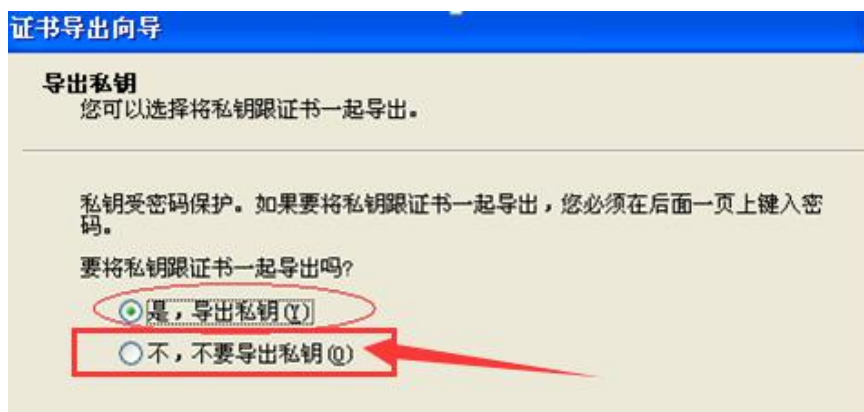 证书导出向导
导出私钥
您可以选择将私钥跟证书一起导出。
私钥受密码保护。如果要将私钥跟证书一起导出，您必须在后面一页上键入密
码。
要将私钥跟证书一起导出吗?
是，导出私钥(Y)
不，不要导出私钥(O)